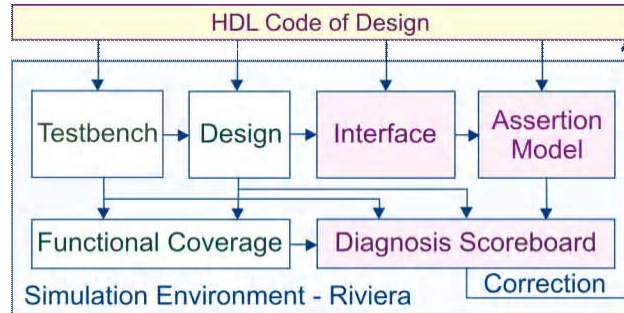 HDL Code of Design
Testbench
Design
Interface
Assertion
Model
Functional Coverage
Diagnosis Scoreboard
Correction
Simulation Environment - Riviera